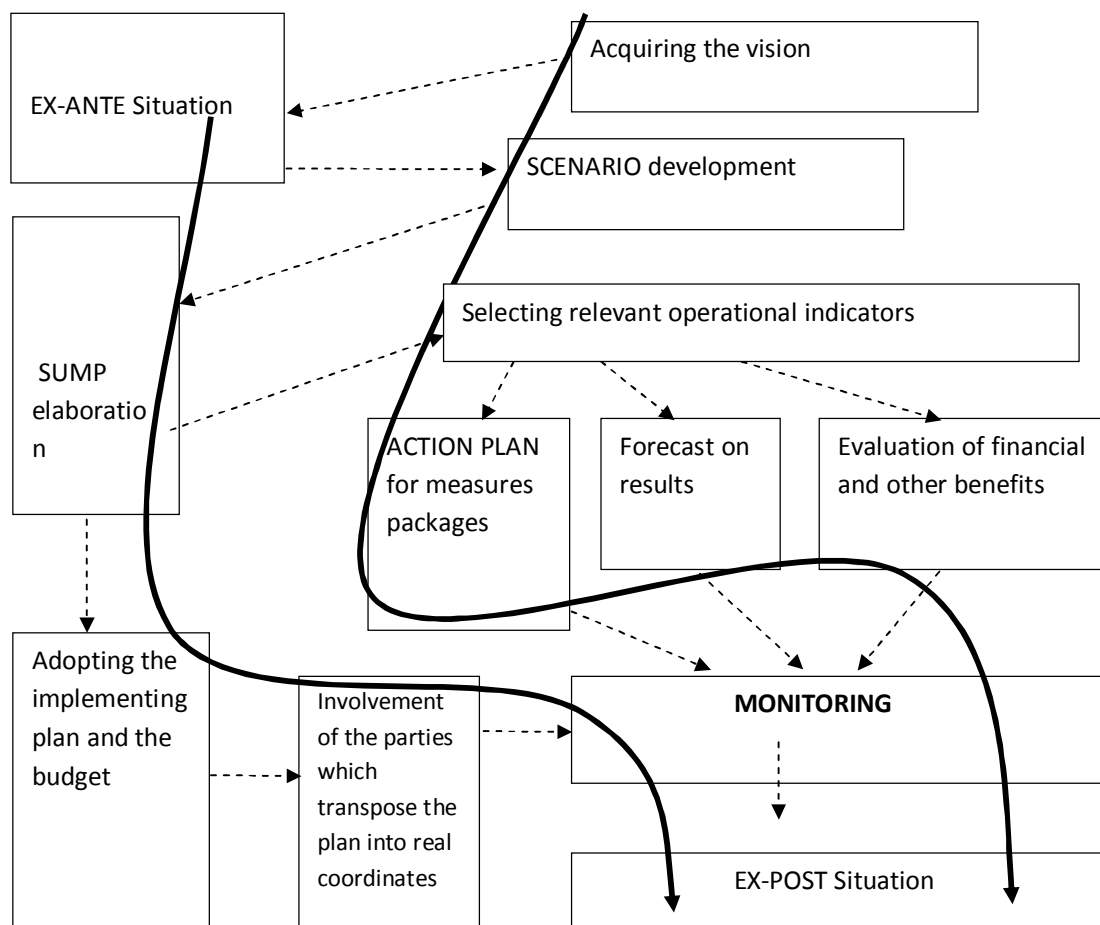 Acquiring the vision
EX-ANTE Situation
SCENARIO development
Selecting relevant operational indicators
SUMP
elaboratio
n
ACTION PLAN
for measures
packages
Forecast on
results
Evaluation of financial
and other benefits
Adopting the
implementing
plan and the
budget
Involvement
of the parties
which
transpose the
plan into real
coordinates
MONITORING
EX-POST Situation